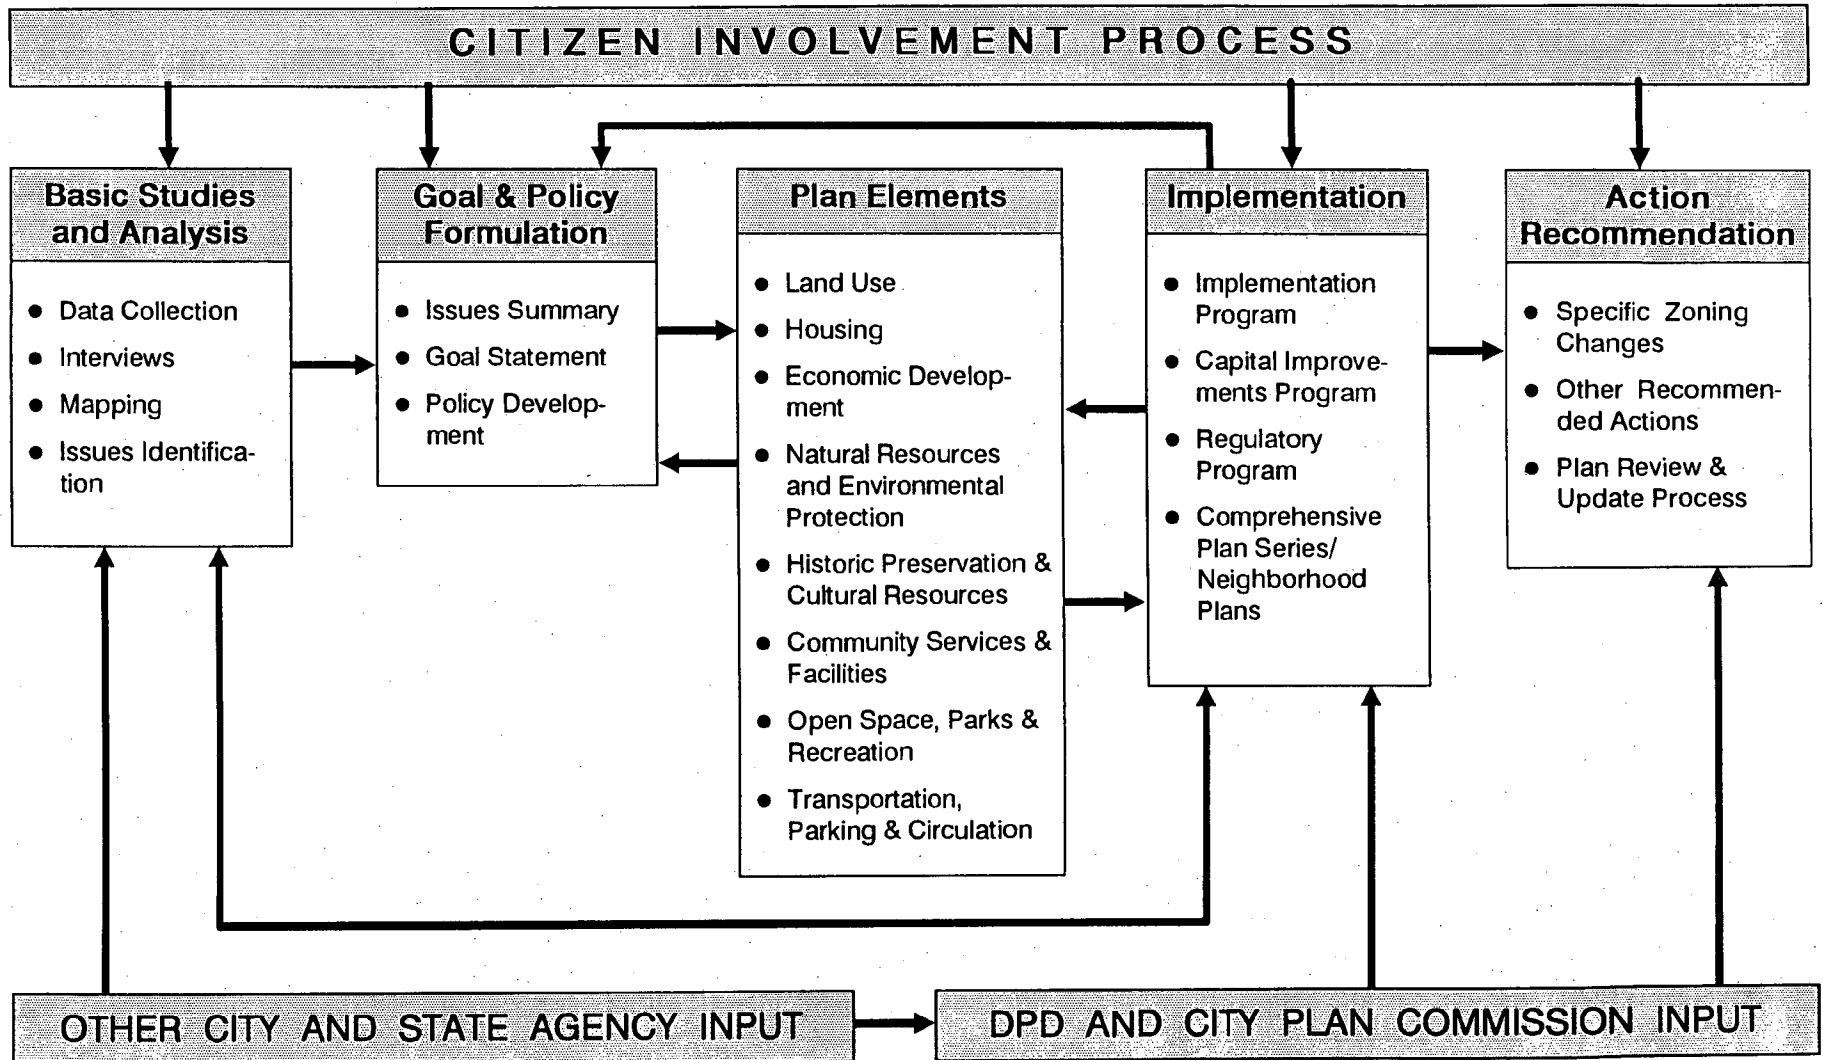 CITIZEN INVOLVEMENT PROCESS
Basic Studies
and Analysis
• Data Collection
• Interviews
• Mapping
• Issues Identifica-
tion
Goal & Policy
Formulation
• Issues Summary
• Goal Statement
• Policy Develop-
ment
Plan Elements
• Land Use
• Housing
• Economic Develop-
ment
• Natural Resources
and Environmental
Protection
• Historic Preservation &
Cultural Resources
• Community Services &
Facilities
• Open Space, Parks &
Recreation
• Transportation,
Parking & Circulation
Implementation
• Implementation
Program
• Capital Improve-
ments Program
• Regulatory
Program
• Comprehensive
Plan Series/
Neighborhood
Plans
Action
Recommendation
• Specific Zoning
Changes
• Other Recommen-
ded Actions
• Plan Review &
Update Process
OTHER CITY AND STATE AGENCY INPUT
DPD AND CITY PLAN COMMISSION INPUT